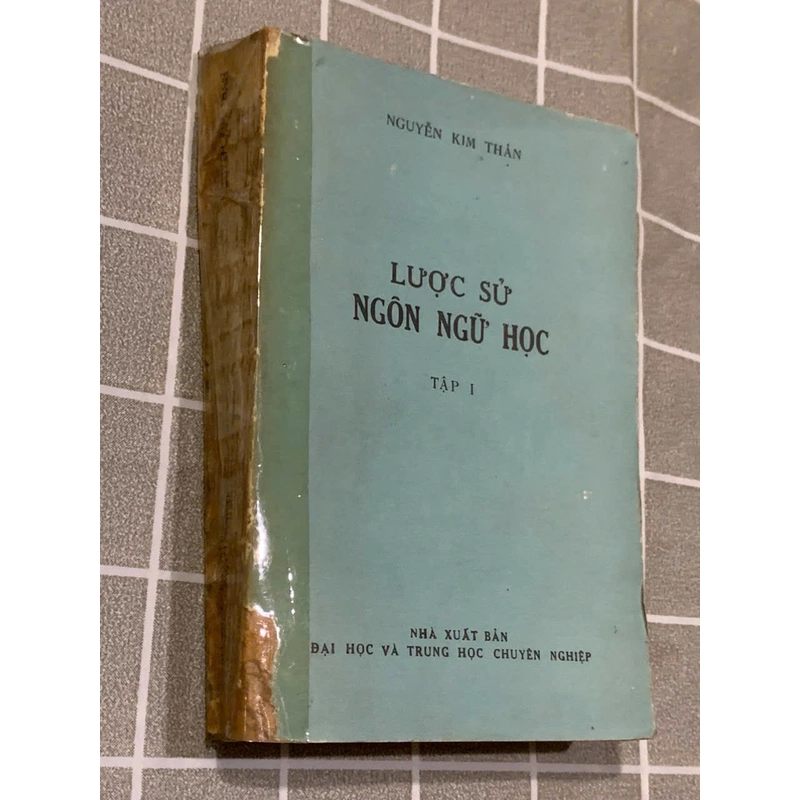 NGUYỄN KIM THẢN
LƯỢC SỬ
NGÔN NGỮ HỌC
TẬP I
NHÀ XUẤT BẢN
ĐẠI HỌC VÀ TRUNG HỌC CHUYÊN NGHIỆP